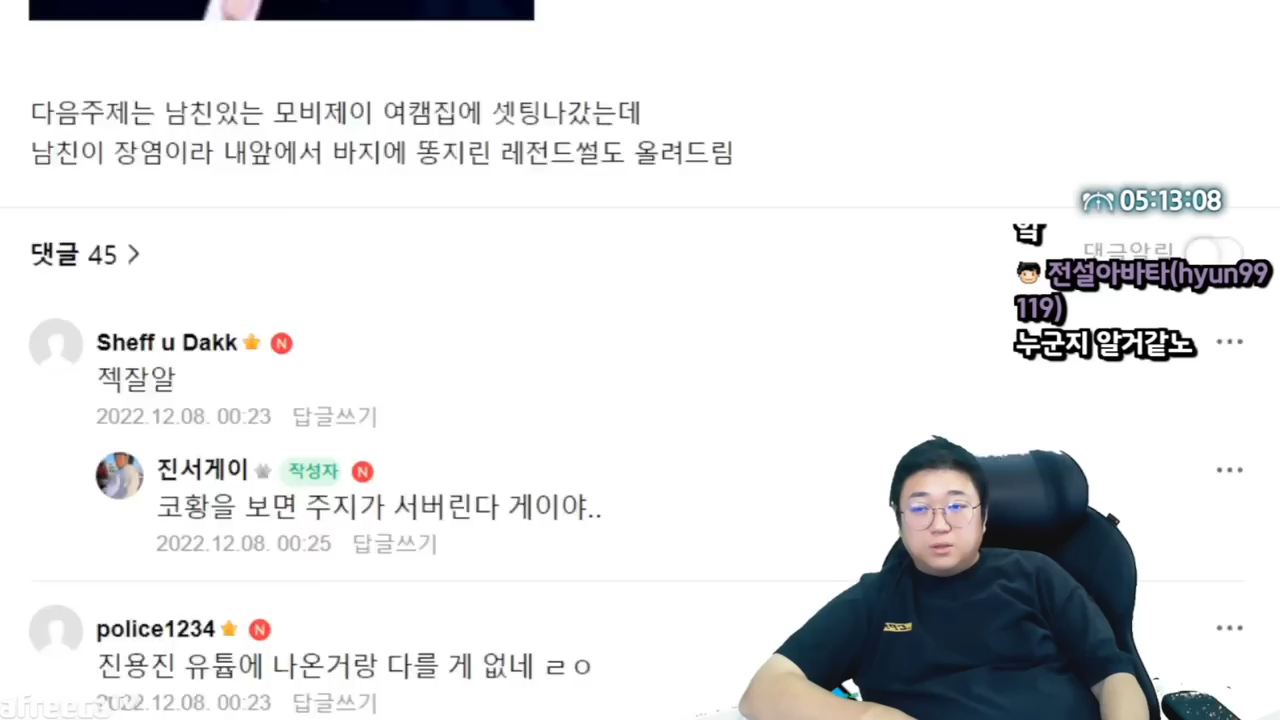 다음주제는 남친있는 모비제이 여캠집에 셋팅나갔는데
남친이 장염이라 내앞에서 바지에 똥지린 레전드썰도 올려드림
05:13:08
댓글 45 >
댓글알림
전설아바타(hyun99
119)
누군지 알거같노
Sheff u Dakk N
젝잘알
2022.12.08. 00:23 답글쓰기
진서게이 작성자 N
코황을 보면 주지가 서버린다 게이야..
2022.12.08. 00:25 답글쓰기
police1234 N
진용진 유튭에 나온거랑 다를 게 없네 ㄹㅇ
2022.12.08. 00:23 답글쓰기
afreeca